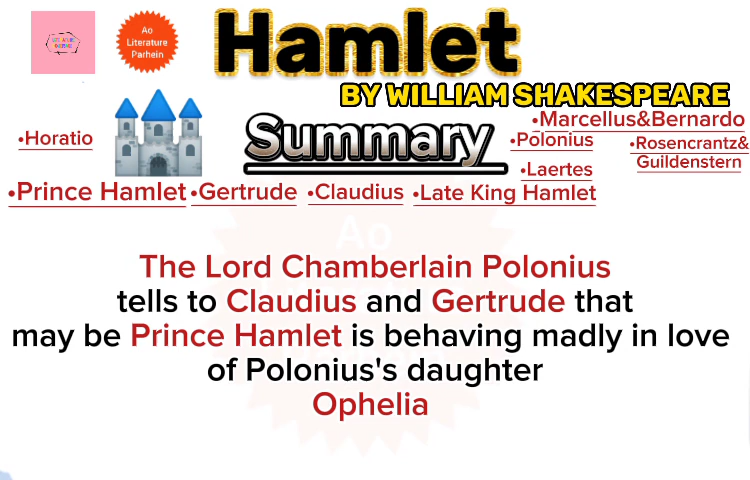 Ao
Literature
Parhein
Hamlet
BY WILLIAM SHAKESPEARE
Summary
•Horatio
•Marcellus&Bernardo
•Polonius
•Rosencrantz&
Guildenstern
•Laertes
•Prince Hamlet •Gertrude •Claudius •Late King Hamlet
Ao
The Lord Chamberlain Polonius
tells to Claudius and Gertrude that
may be Prince Hamlet is behaving madly in love
of Polonius's daughter
Ophelia